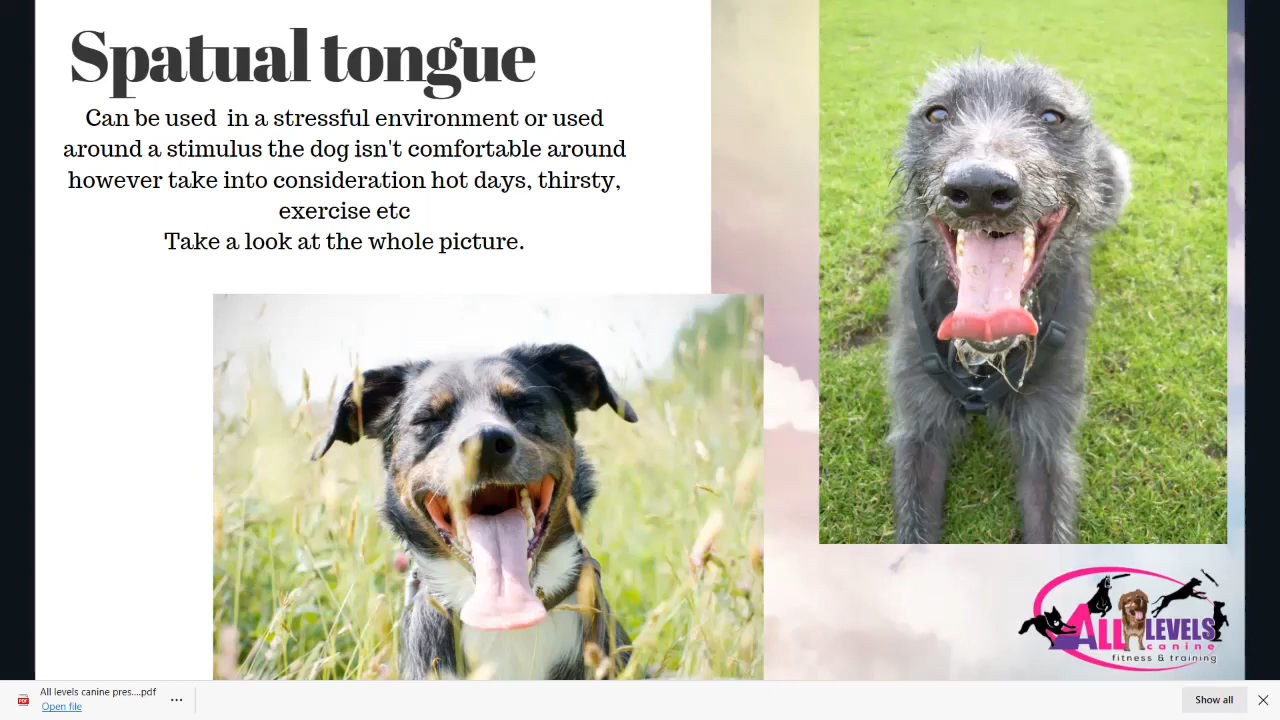 Spatual tongue
Can be used in a stressful environment or used
around a stimulus the dog isn't comfortable around
however take into consideration hot days, thirsty,
exercise etc
Take a look at the whole picture.
ALL LEVELS
canine
fitness & training
All levels canine pres....pdf
Open file
Show all